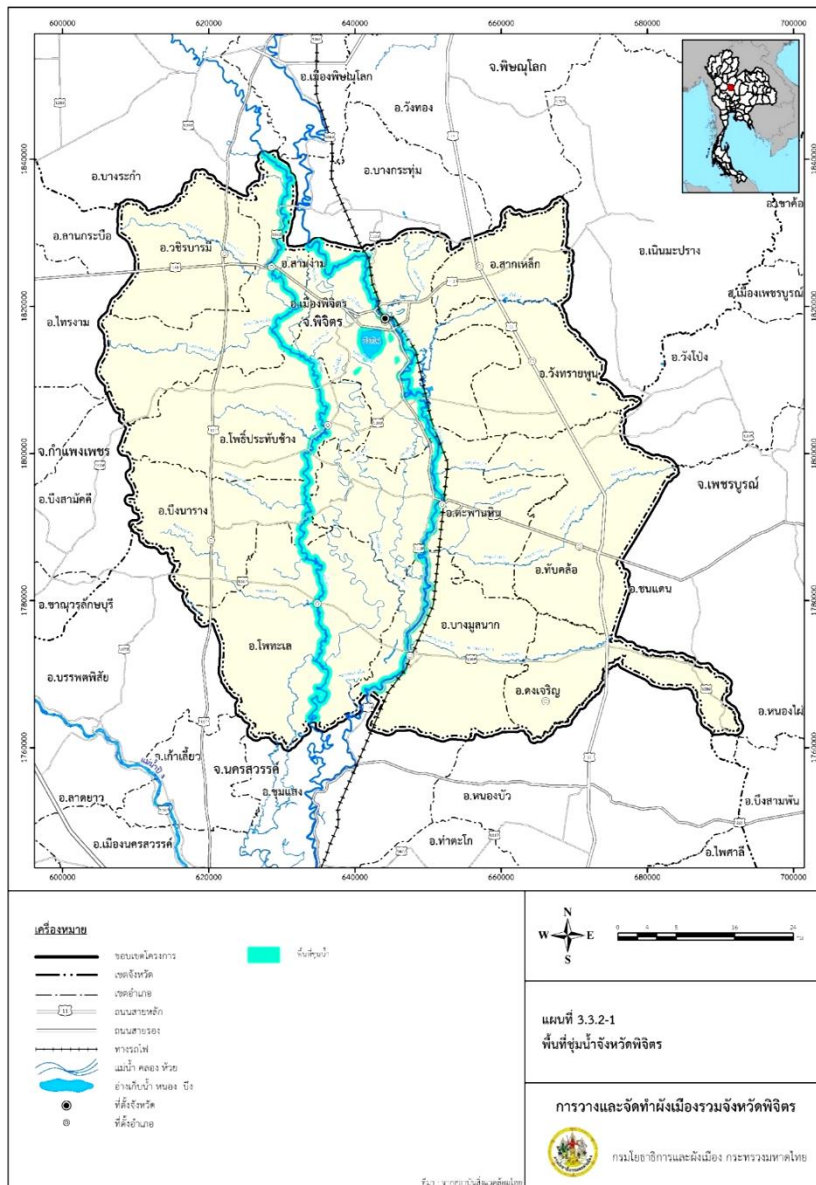 600000 620000 640000 660000 680000 700000
อ.เมืองพิษณุโลก
จ.พิษณุโลก
อ.วังทอง
1840000
1840000
อ.บางระกำ
อ.บางกระทุ่ม
อ.ลานกระบือ
อ.วชิรบารมี
อ.สามง่าม
อ.สากเหล็ก
อ.เนินมะปราง
อ.เมืองเพชรบูรณ์
อ.เมืองพิจิตร
1820000
1820000
อ.ไทรงาม
จ.พิจิตร
อ.วังทรายพูน
อ.วังโป่ง
อ.โพธิ์ประทับช้าง
จ.กำแพงเพชร
1800000
1800000
อ.บึงสามัคคี
จ.เพชรบูรณ์
อ.บึงนาราง
อ.ตะพานหิน
อ.ทับคล้อ
1780000
1780000
อ.ชนแดน
อ.ขาณุวรลักษบุรี
อ.บางมูลนาก
อ.โพทะเล
อ.บรรพตพิสัย
อ.ดงเจริญ
1760000
1760000
อ.เก้าเลี้ยว
จ.นครสวรรค์
อ.ชุมแสง
อ.หนองบัว
อ.ลาดยาว
อ.บึงสามพัน
อ.เมืองนครสวรรค์
อ.ท่าตะโก
อ.ไพศาลี
600000 620000 640000 660000 680000 700000
เครื่องหมาย
ขอบเขตโครงการ
เขตจังหวัด
เขตอำเภอ
11 ถนนสายหลัก
ถนนสายรอง
ทางรถไฟ
แม่น้ำ คลอง ห้วย
อ่างเก็บน้ำ หนอง บึง
ที่ตั้งจังหวัด
ที่ตั้งอำเภอ
พื้นที่ชุ่มน้ำ
N
W E
S
แผนที่ 3.3.2-1
พื้นที่ชุ่มน้ำจังหวัดพิจิตร
การวางและจัดทำผังเมืองรวมจังหวัดพิจิตร
กรมโยธาธิการและผังเมือง กระทรวงมหาดไทย